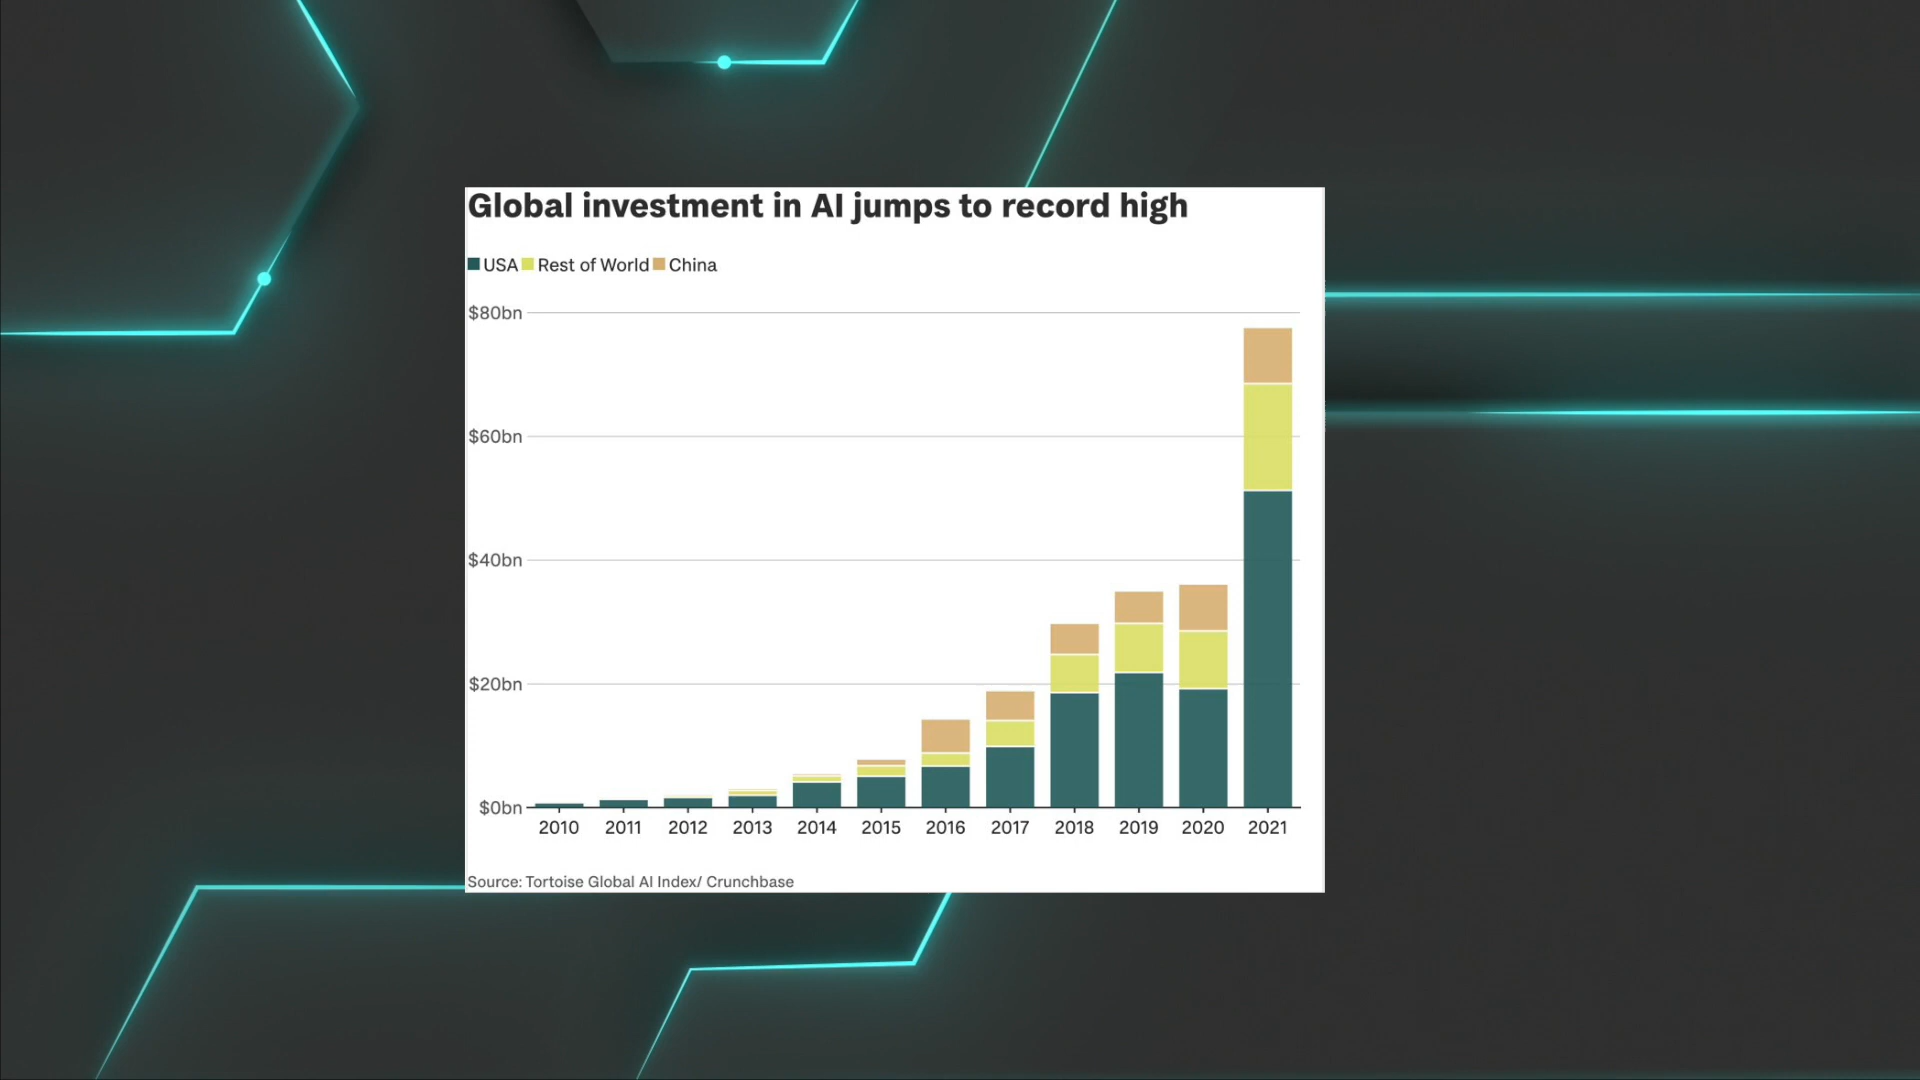 Global investment in AI jumps to record high
USA Rest of World China
$80bn
$60bn
$40bn
$20bn
$0bn
2010 2011 2012 2013 2014 2015 2016 2017 2018 2019 2020 2021
Source: Tortoise Global AI Index/ Crunchbase